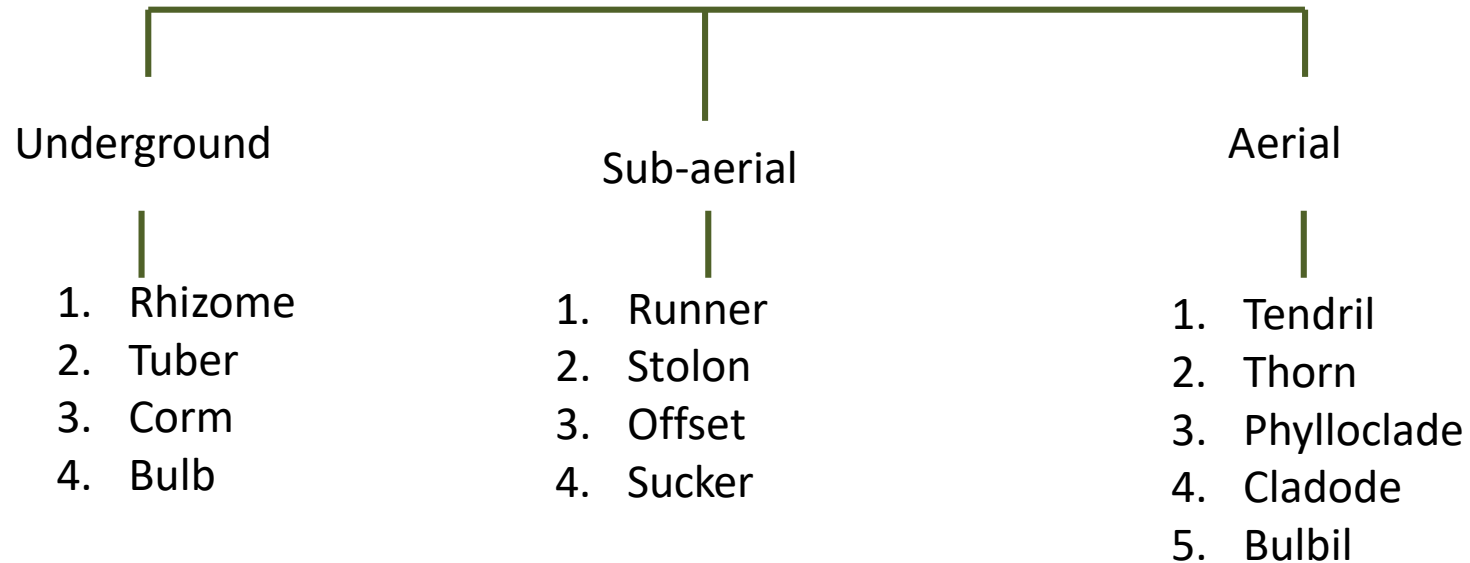 Underground
Sub-aerial
Aerial
1. Rhizome
2. Tuber
3. Corm
4. Bulb
1. Runner
2. Stolon
3. Offset
4. Sucker
1. Tendril
2. Thorn
3. Phylloclade
4. Cladode
5. Bulbil